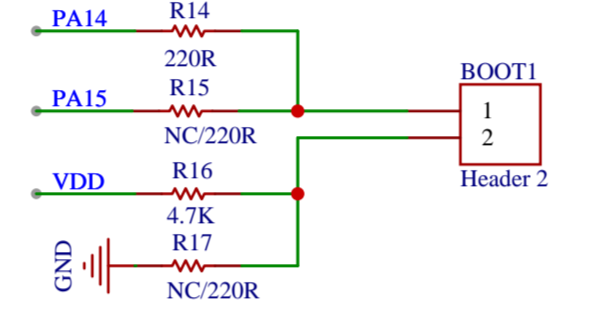 PA14
R14
220R
PA15
R15
NC/220R
BOOT1
1
2
Header 2
VDD
R16
4.7K
GND
R17
NC/220R